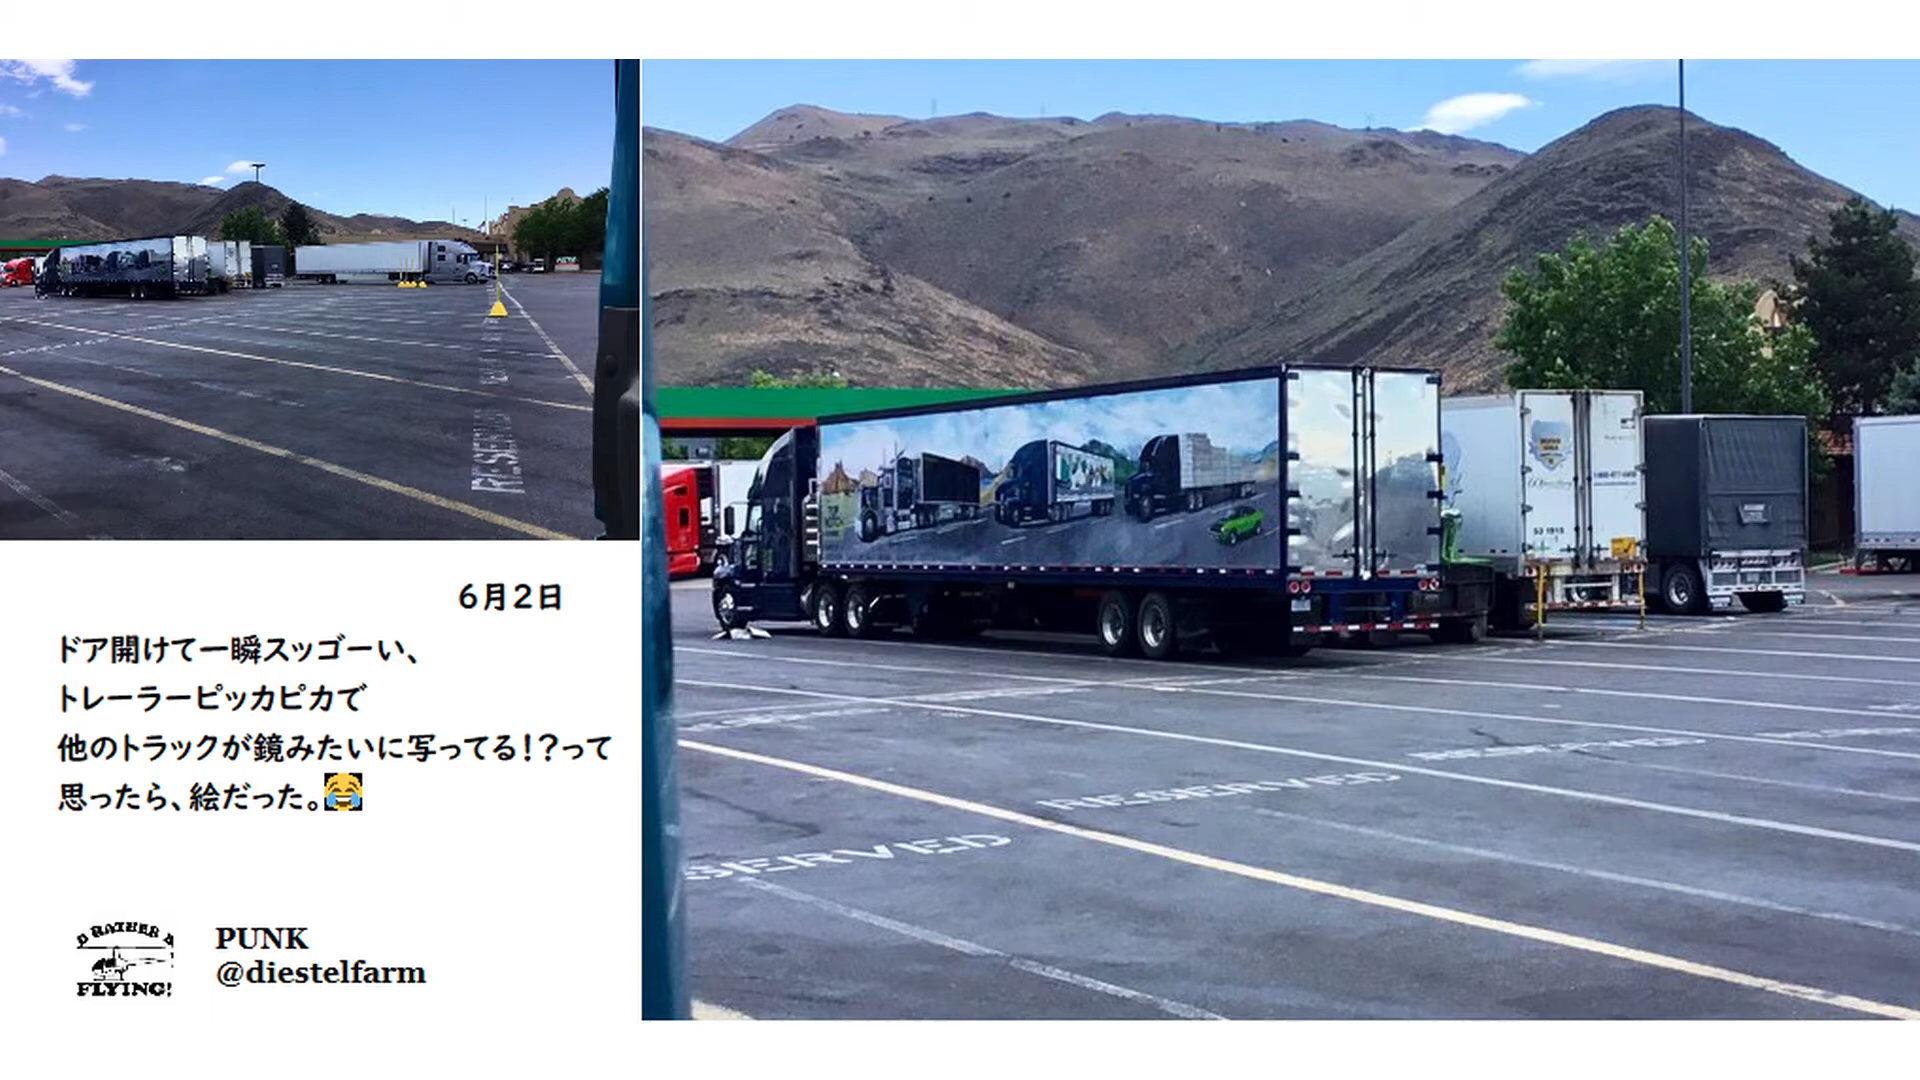 6月2日
ドア開けて一瞬スッゴーい、
トレーラーピッカピカで
他のトラックが鏡みたいに写ってる!?って
思ったら、絵だった。😂
FLYING!
PUNK
@diestelfarm
RESERVED
SERVED
RESERVED
53 1915